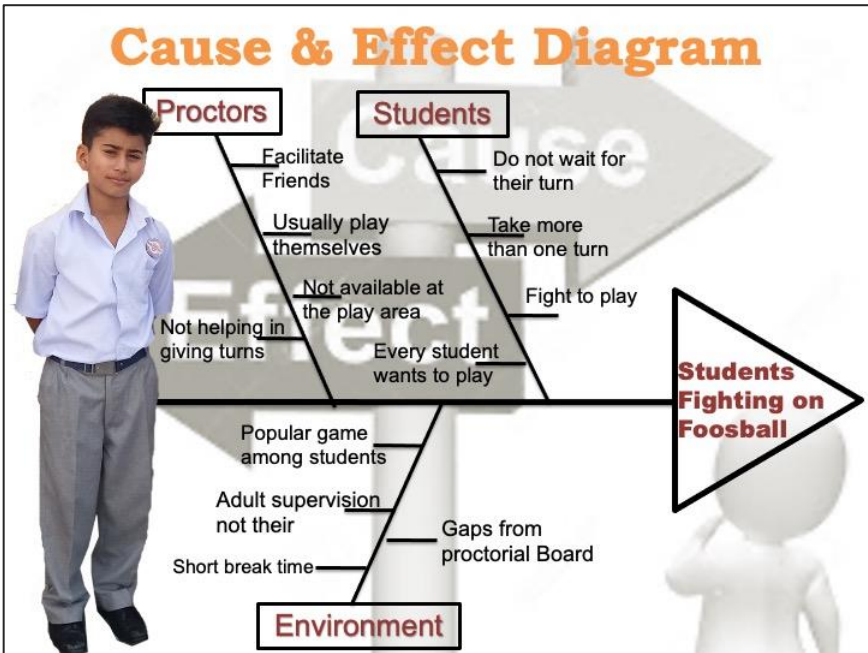 Cause & Effect Diagram
Proctors
Students
Cause
Effect
Facilitate
Friends
Usually play
themselves
Not available at
the play area
Not helping in
giving turns
Do not wait for
their turn
Take more
than one turn
Fight to play
Every student
wants to play
Students
Fighting on
Foosball
Popular game
among students
Adult supervision
not their
Short break time
Gaps from
proctorial Board
Environment